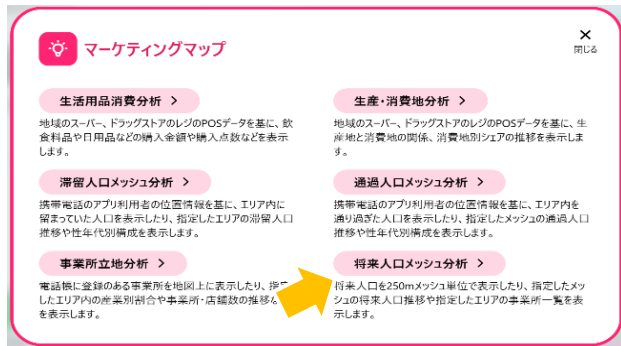 マーケティングマップ
×
閉じる
生活用品消費分析 >
地域のスーパー、ドラッグストアのレジのPOSデータを基に、飲
食料品や日用品などの購入金額や購入点数などを表示
します。
生産・消費地分析 >
地域のスーパー、ドラッグストアのレジのPOSデータを基に、生
産地と消費地の関係、消費地別シェアの推移を表示しま
す。
滞留人口メッシュ分析 >
携帯電話のアプリ利用者の位置情報を基に、エリア内に
留まっていた人口を表示したり、指定したエリアの滞留人口
推移や性年代別構成を表示します。
通過人口メッシュ分析 >
携帯電話のアプリ利用者の位置情報を基に、エリア内を
通り過ぎた人口を表示したり、指定したメッシュの通過人口
推移や性年代別構成を表示します。
事業所立地分析 >
電話帳に登録のある事業所を地図上に表示したり、指定
したエリア内の産業別割合や事業所・店舗数の推移な
を表示します。
将来人口メッシュ分析 >
将来人口を250mメッシュ単位で表示したり、指定したメッ
シュの将来人口推移や指定したエリアの事業所一覧を表
示します。